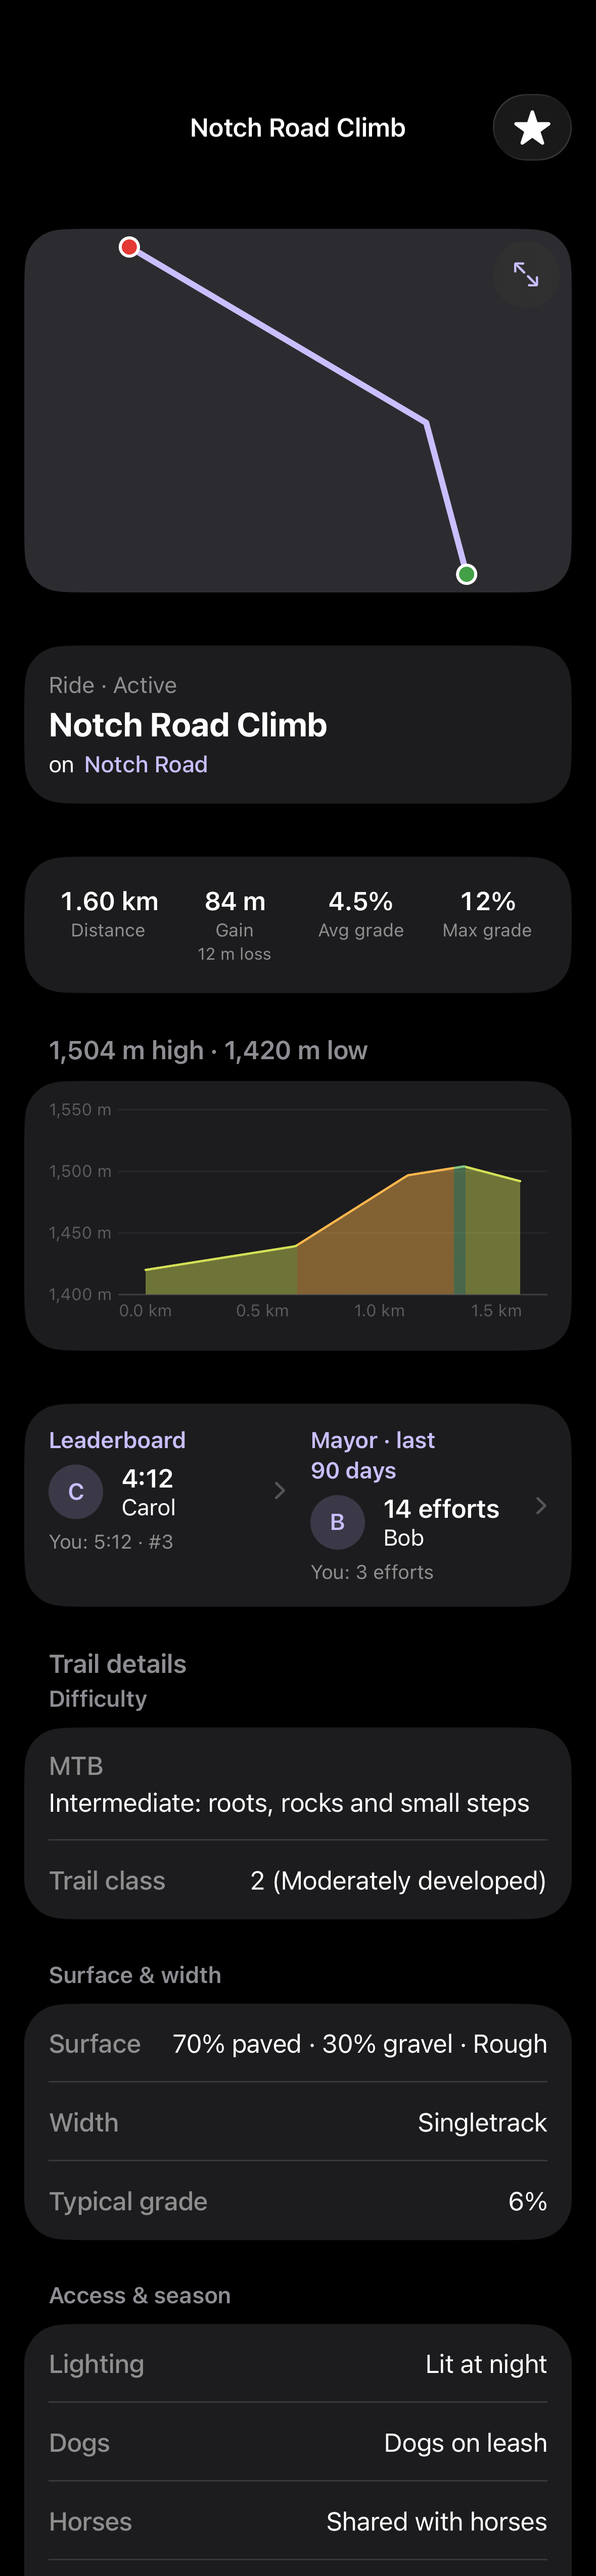 Notch Road Climb
Ride · Active
Notch Road Climb
on Notch Road
1.60 km 84 m 4.5% 12%
Distance Gain Avg grade Max grade
12 m loss
1,504 m high · 1,420 m low
1,550 m
1,500 m
1,450 m
1,400 m
0.0 km 0.5 km 1.0 km 1.5 km
Leaderboard
C
4:12
Carol
You: 5:12 · #3
Mayor · last
90 days
B
14 efforts
Bob
You: 3 efforts
Trail details
Difficulty
MTB
Intermediate: roots, rocks and small steps
Trail class 2 (Moderately developed)
Surface & width
Surface 70% paved · 30% gravel · Rough
Width Singletrack
Typical grade 6%
Access & season
Lighting Lit at night
Dogs Dogs on leash
Horses Shared with horses